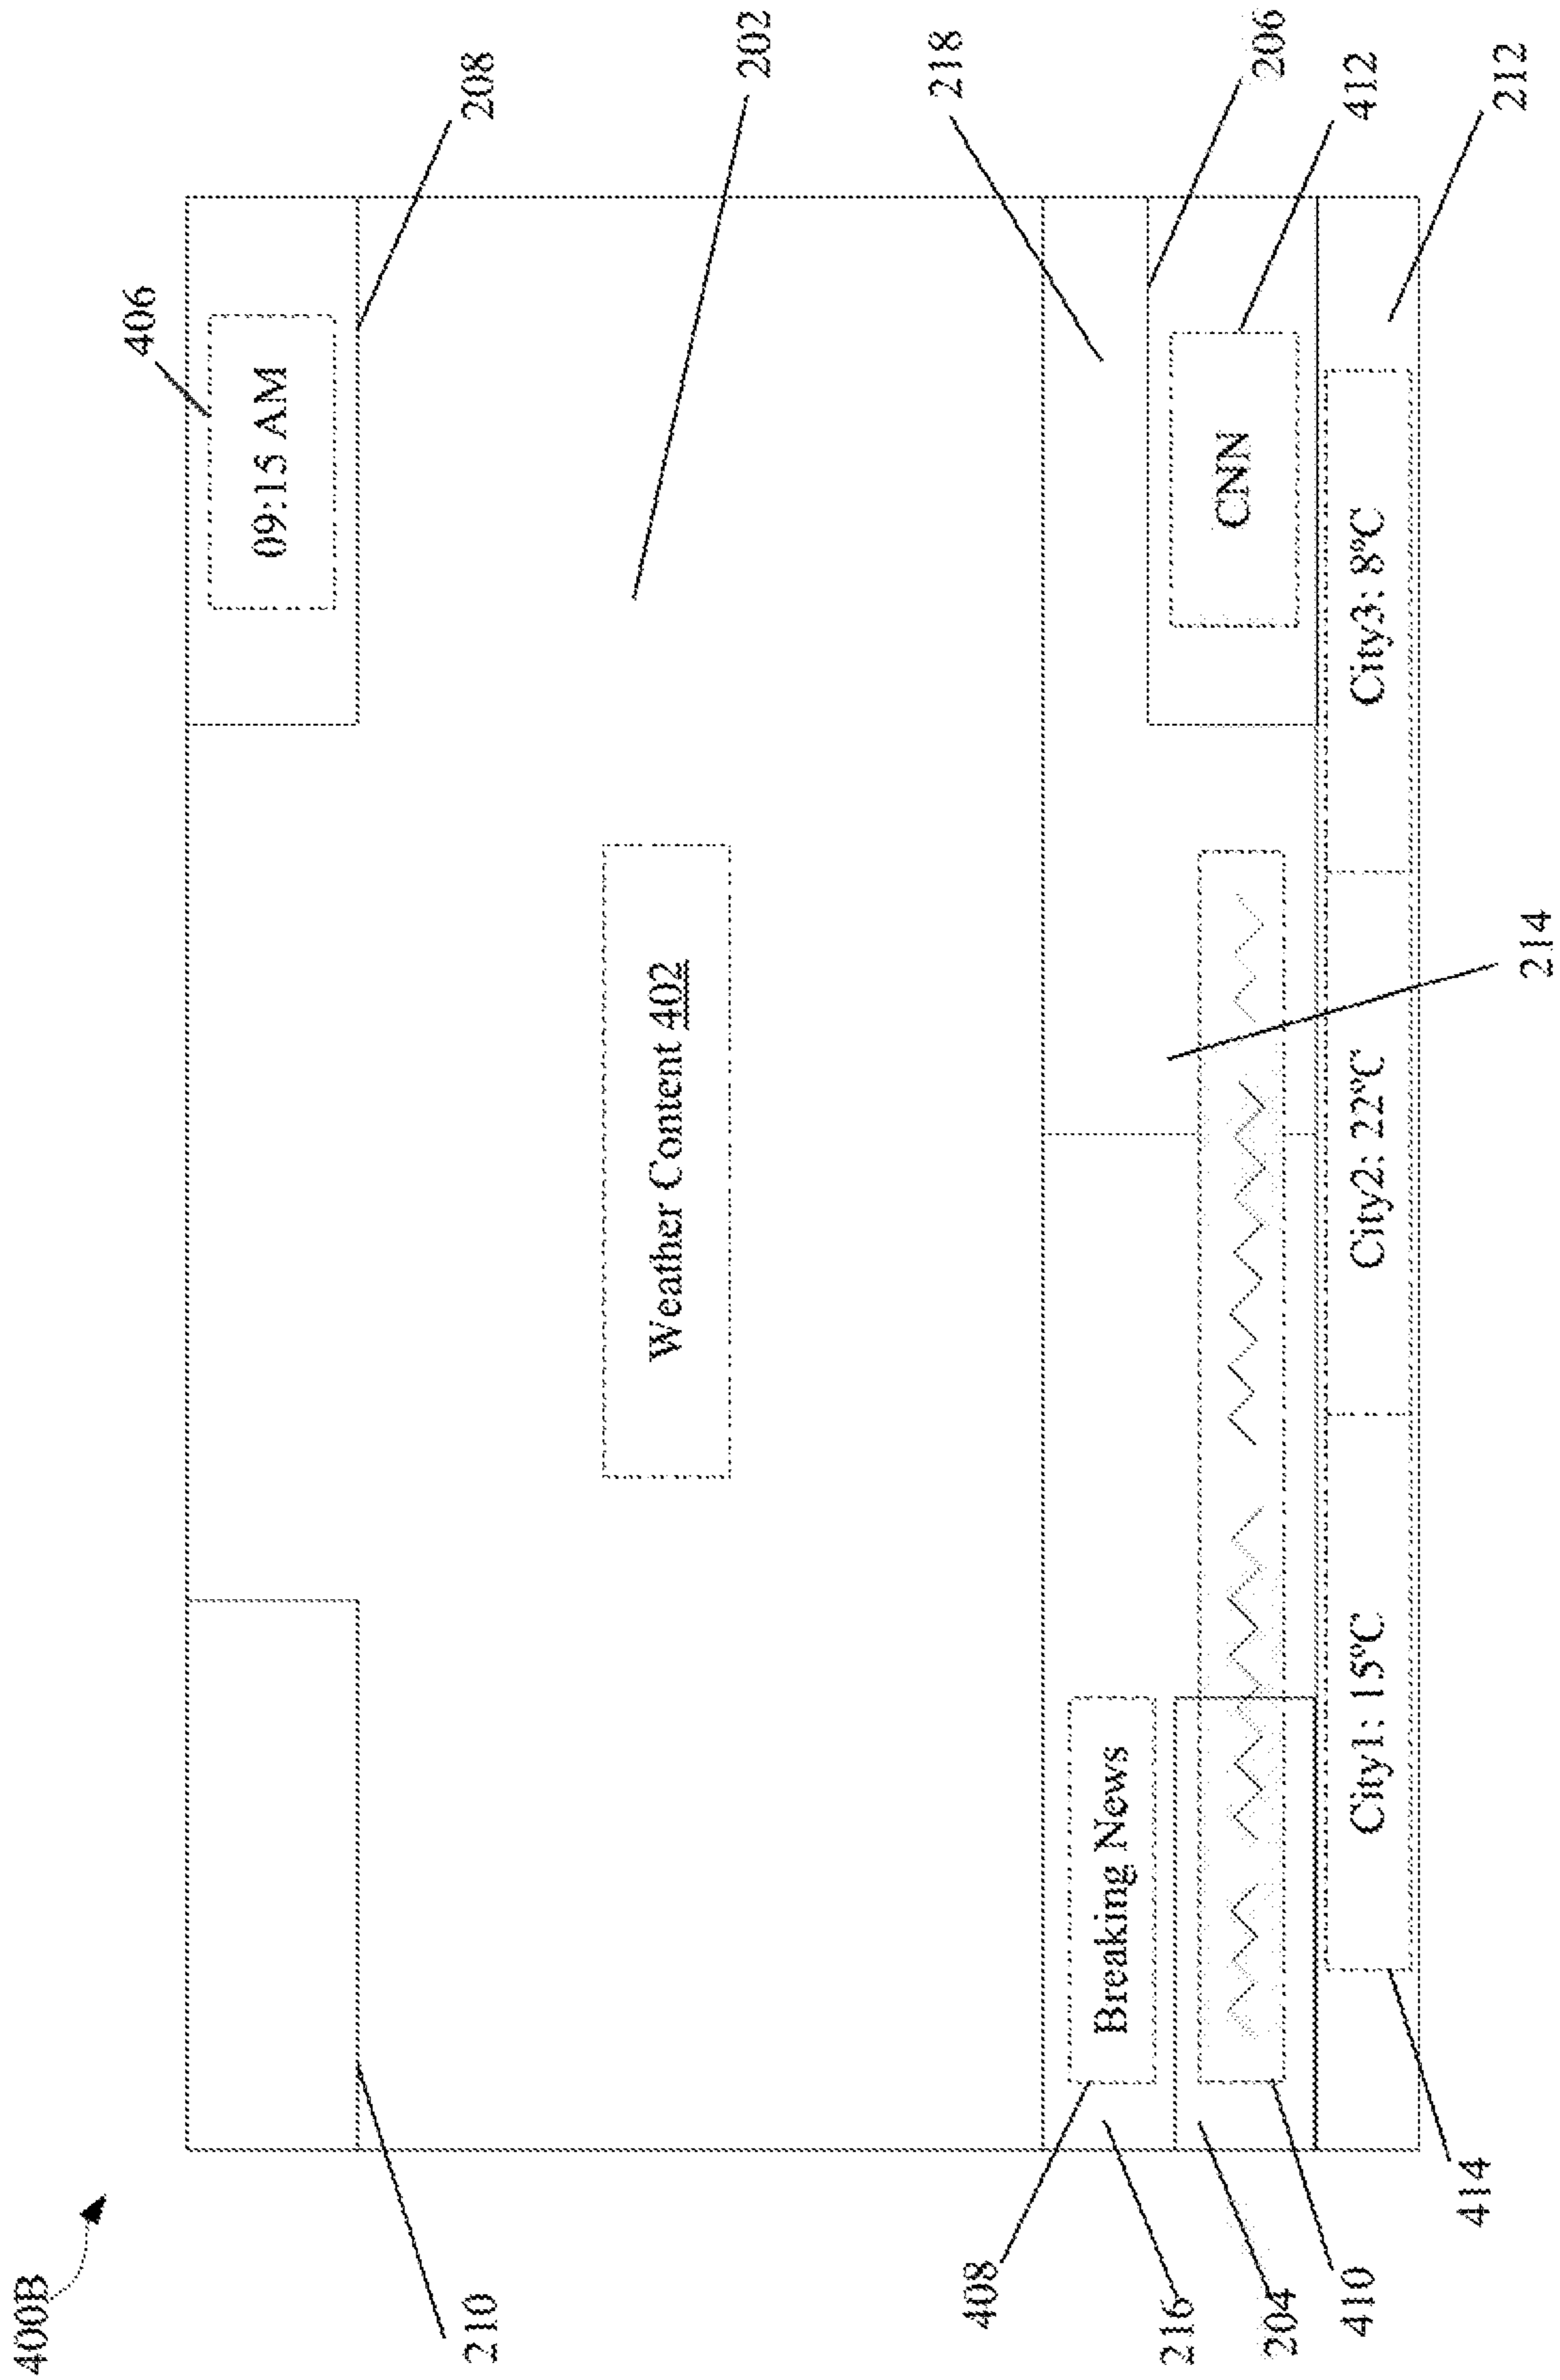 400B
406
09:15 AM
208
210
202
Weather Content 402
218
408
Breaking News
216
206
204
CNN
412
410
214
City1: 15°C
City2: 22°C
City3: 8°C
212
414